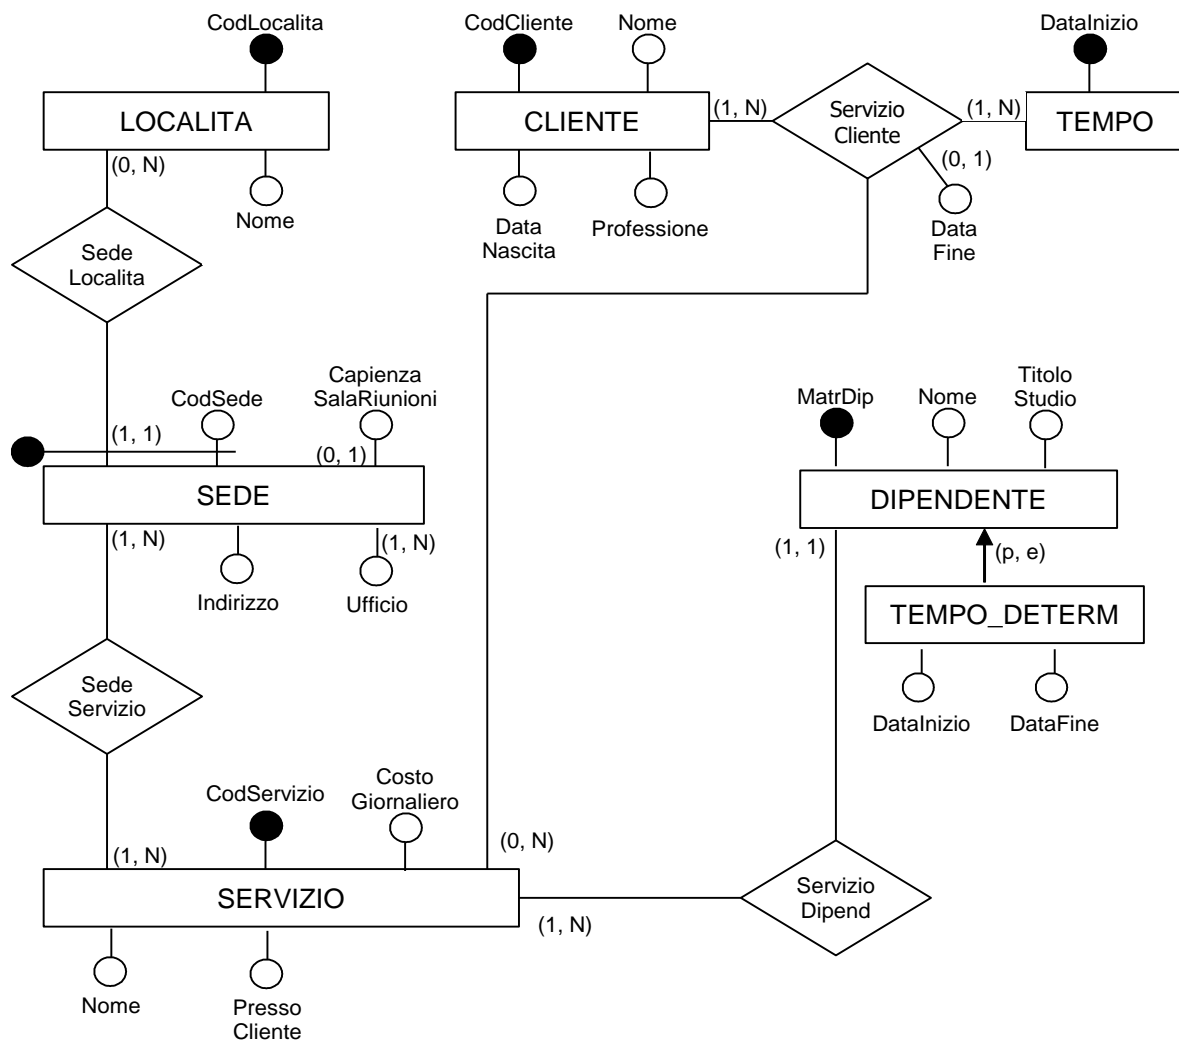 CodLocalita
CodCliente
Nome
DataInizio
LOCALITA
CLIENTE
(1, N)
Servizio
Cliente
(1, N)
TEMPO
(0, N)
(0, 1)
Nome
Data
Nascita
Professione
Data
Fine
Sede
Localita
CodSede
Capienza
SalaRiunioni
MatrDip
Nome
Titolo
Studio
(1, 1)
(0, 1)
SEDE
DIPENDENTE
(1, N)
(1, N)
(1, 1)
(p, e)
Indirizzo
Ufficio
TEMPO_DETERM
Sede
Servizio
DataInizio
DataFine
CodServizio
Costo
Giornaliero
(1, N)
(0, N)
SERVIZIO
(1, N)
Servizio
Dipend
Nome
Presso
Cliente